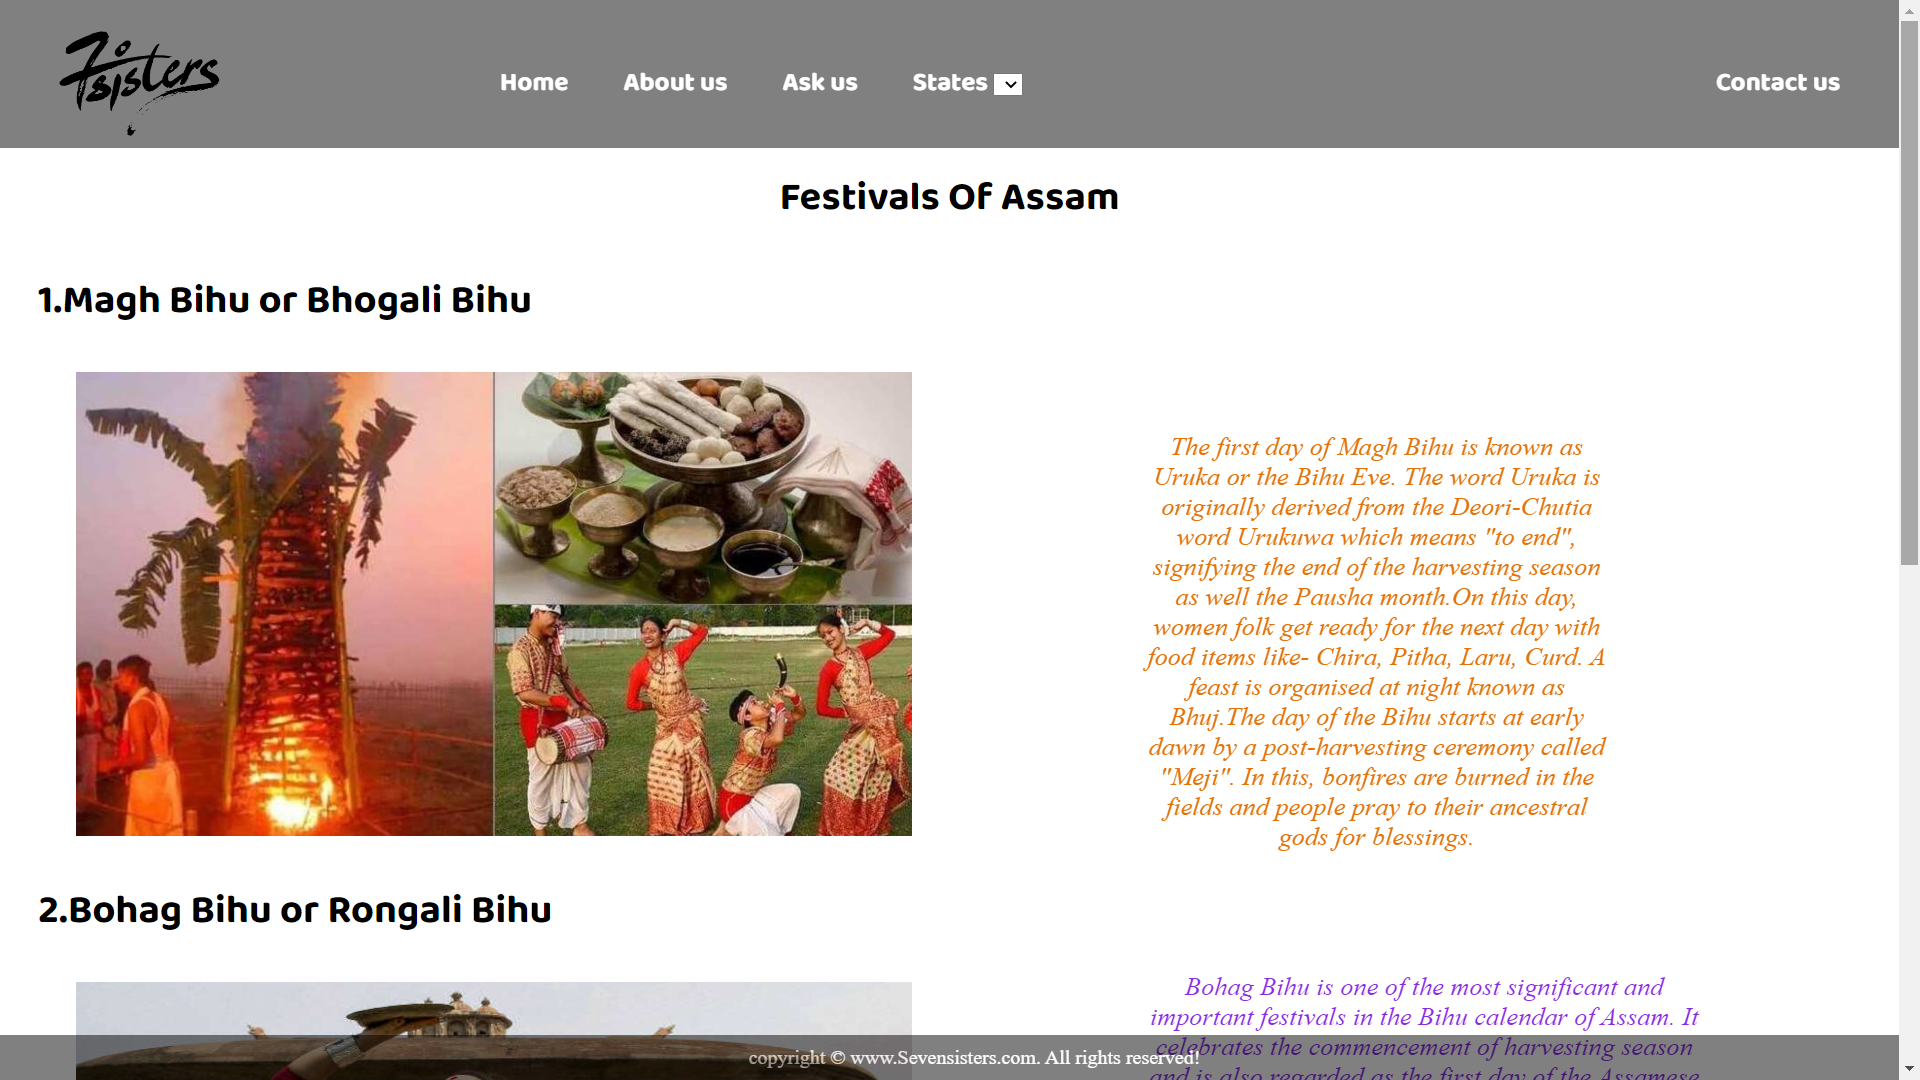 7sisters
Home
About us
Ask us
States
Contact us
Festivals Of Assam
1.Magh Bihu or Bhogali Bihu
The first day of Magh Bihu is known as
Uruka or the Bihu Eve. The word Uruka is
originally derived from the Deori-Chutia
word Urukuwa which means "to end",
signifying the end of the harvesting season
as well the Pausha month.On this day,
women folk get ready for the next day with
food items like- Chira, Pitha, Laru, Curd. A
feast is organised at night known as
Bhuj.The day of the Bihu starts at early
dawn by a post-harvesting ceremony called
"Meji". In this, bonfires are burned in the
fields and people pray to their ancestral
gods for blessings.
2.Bohag Bihu or Rongali Bihu
Bohag Bihu is one of the most significant and
important festivals in the Bihu calendar of Assam. It
celebrates the commencement of harvesting season
and is also regarded as the first day of the Assamese
copyright © www.Sevensisters.com. All rights reserved!